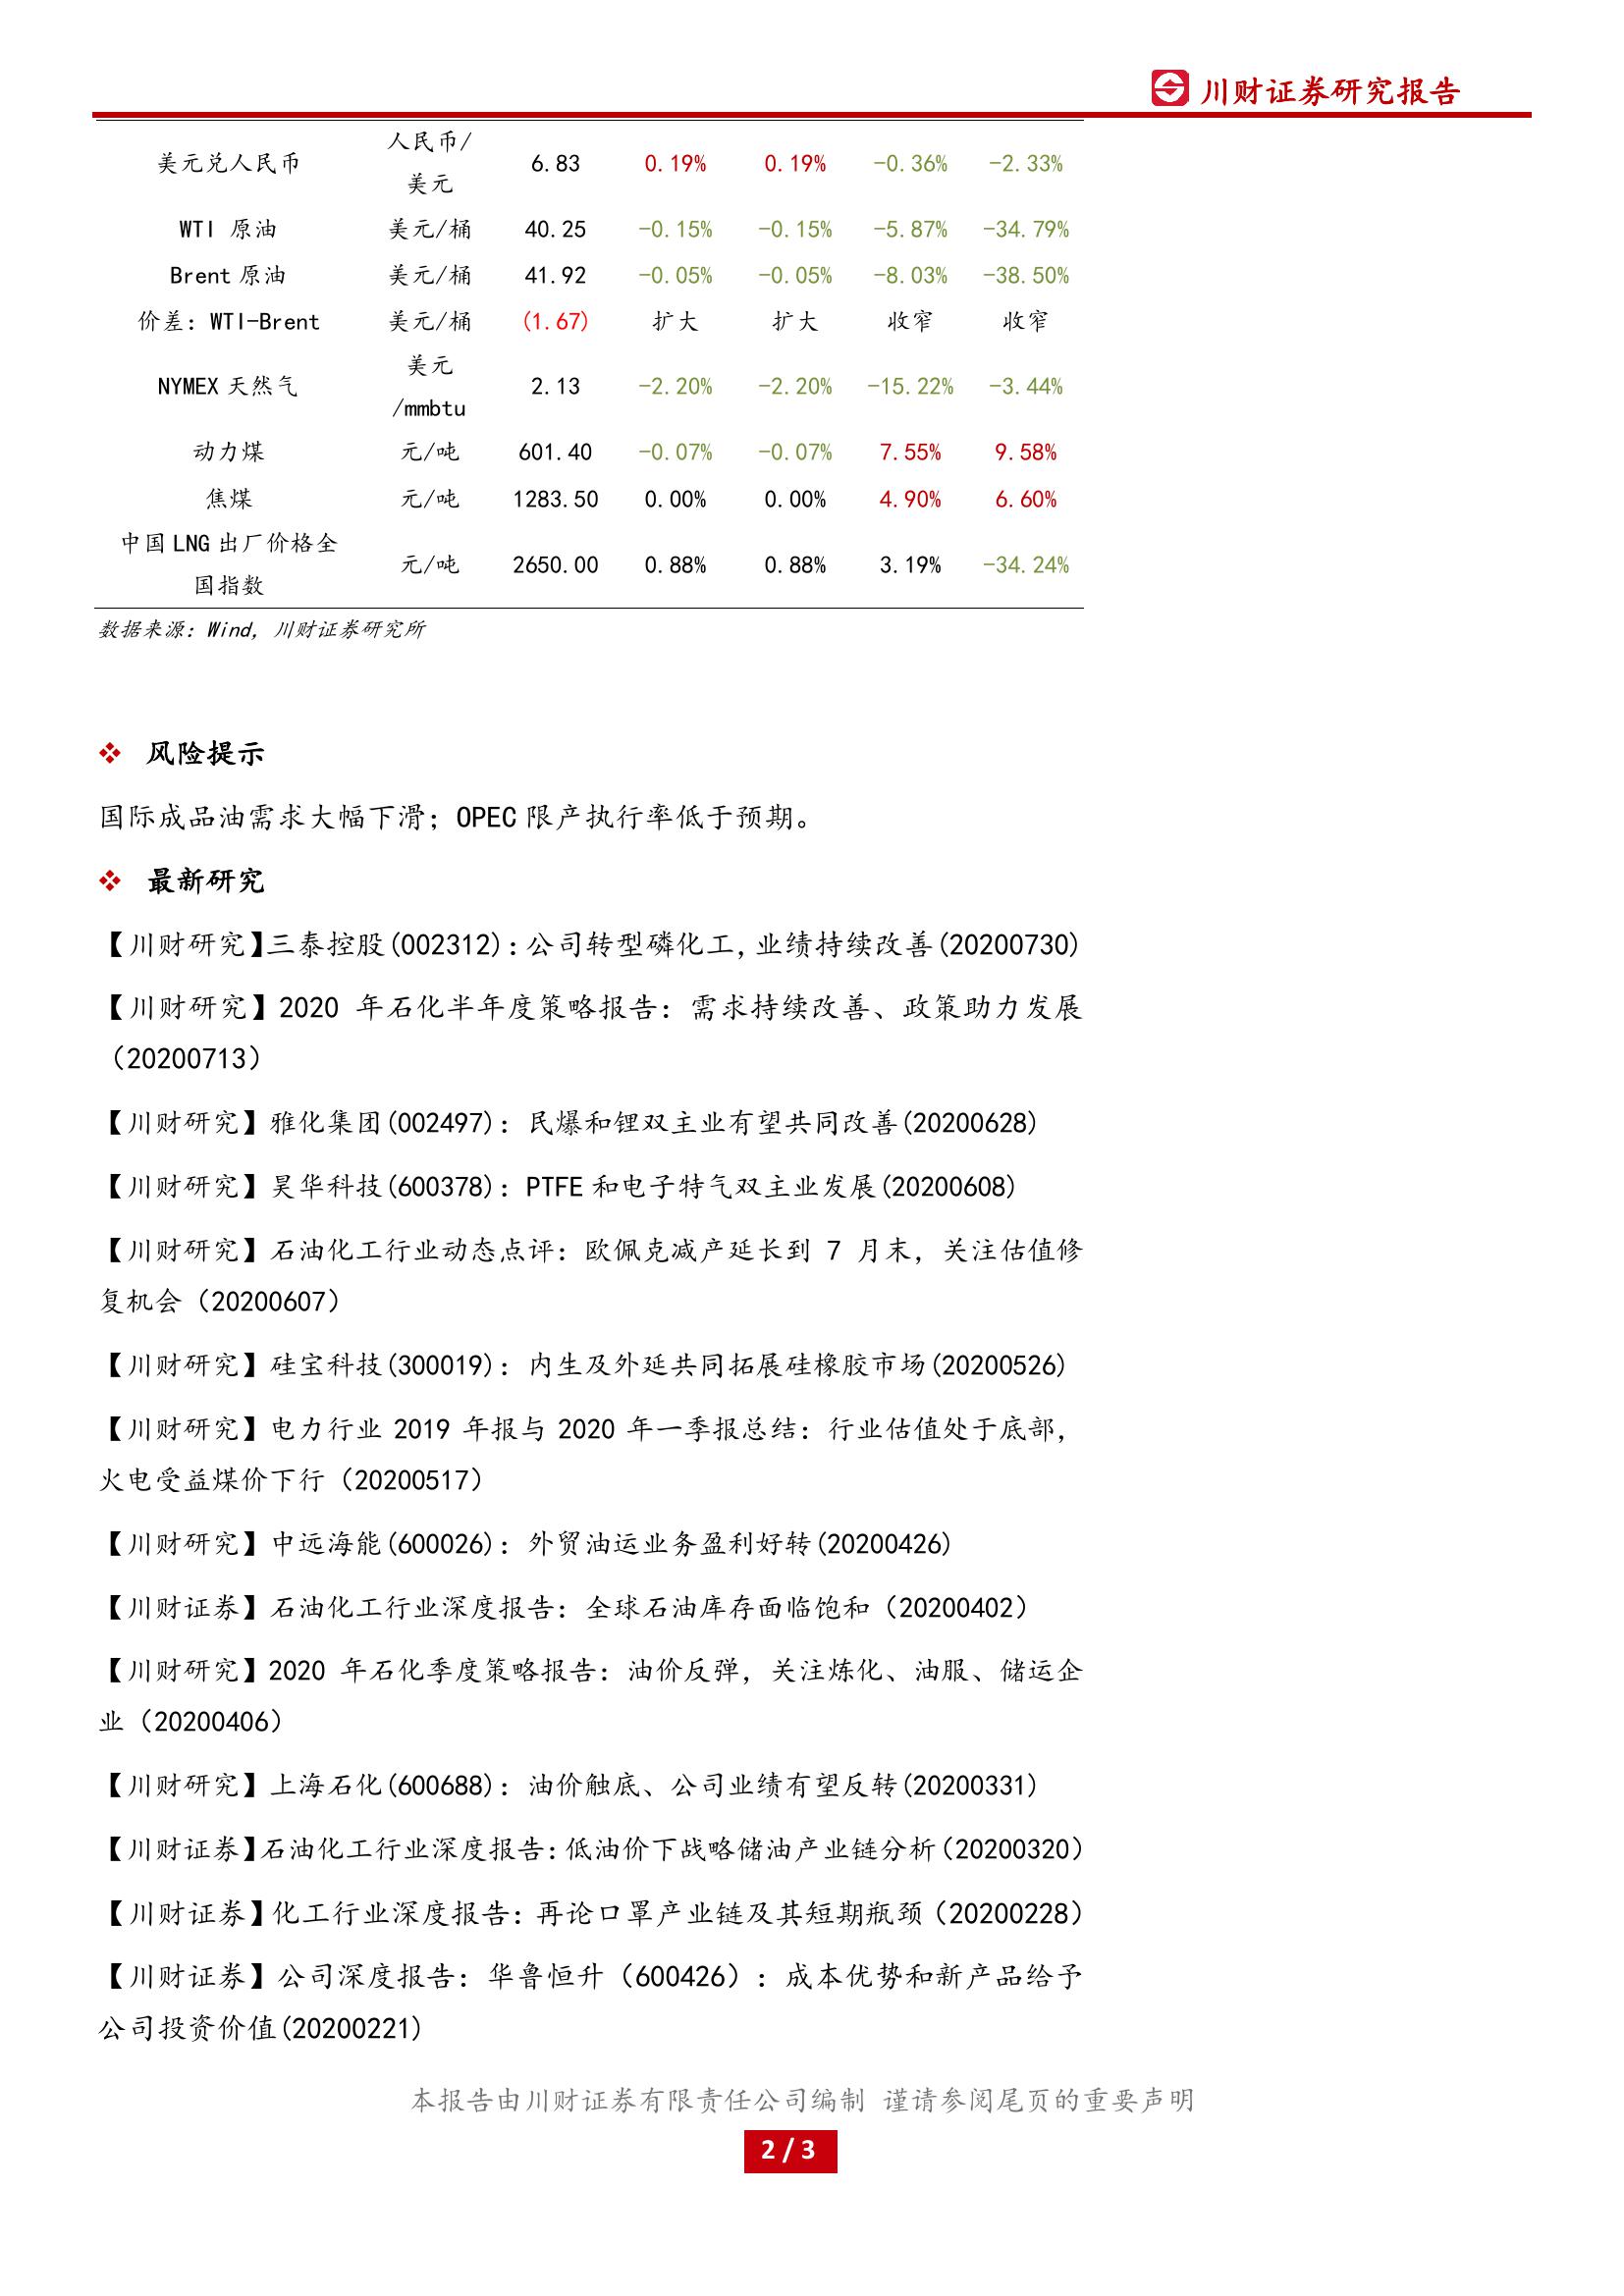 川财证券研究报告
人民币/
美元兑人民币 6.83 0.19% 0.19% -0.36% -2.33%
美元
WTI 原油 美元/桶 40.25 -0.15% -0.15% -5.87% -34.79%
Brent 原油 美元/桶 41.92 -0.05% -0.05% -8.03% -38.50%
价差：WTI-Brent 美元/桶 (1.67) 扩大 扩大 收窄 收窄
美元
NYMEX 天然气 2.13 -2.20% -2.20% -15.22% -3.44%
/mmbtu
动力煤 元/吨 601.40 -0.07% -0.07% 7.55% 9.58%
焦煤 元/吨 1283.50 0.00% 0.00% 4.90% 6.60%
中国 LNG 出厂价格全
元/吨 2650.00 0.88% 0.88% 3.19% -34.24%
国指数
数据来源：Wind，川财证券研究所
❖ 风险提示
国际成品油需求大幅下滑；OPEC 限产执行率低于预期。
❖ 最新研究
【川财研究】三泰控股(002312)：公司转型磷化工，业绩持续改善(20200730)
【川财研究】2020 年石化半年度策略报告：需求持续改善、政策助力发展
（20200713）
【川财研究】雅化集团(002497)：民爆和锂双主业有望共同改善(20200628)
【川财研究】昊华科技(600378)：PTFE 和电子特气双主业发展(20200608)
【川财研究】石油化工行业动态点评：欧佩克减产延长到 7 月末，关注估值修
复机会（20200607）
【川财研究】硅宝科技(300019)：内生及外延共同拓展硅橡胶市场(20200526)
【川财研究】电力行业 2019 年报与 2020 年一季报总结：行业估值处于底部，
火电受益煤价下行（20200517）
【川财研究】中远海能(600026)：外贸油运业务盈利好转(20200426)
【川财证券】石油化工行业深度报告：全球石油库存面临饱和（20200402）
【川财研究】2020 年石化季度策略报告：油价反弹，关注炼化、油服、储运企
业（20200406）
【川财研究】上海石化(600688)：油价触底、公司业绩有望反转(20200331)
【川财证券】石油化工行业深度报告：低油价下战略储油产业链分析（20200320）
【川财证券】化工行业深度报告：再论口罩产业链及其短期瓶颈（20200228）
【川财证券】公司深度报告：华鲁恒升（600426）：成本优势和新产品给予
公司投资价值(20200221)
本报告由川财证券有限责任公司编制 谨请参阅尾页的重要声明
2 / 3